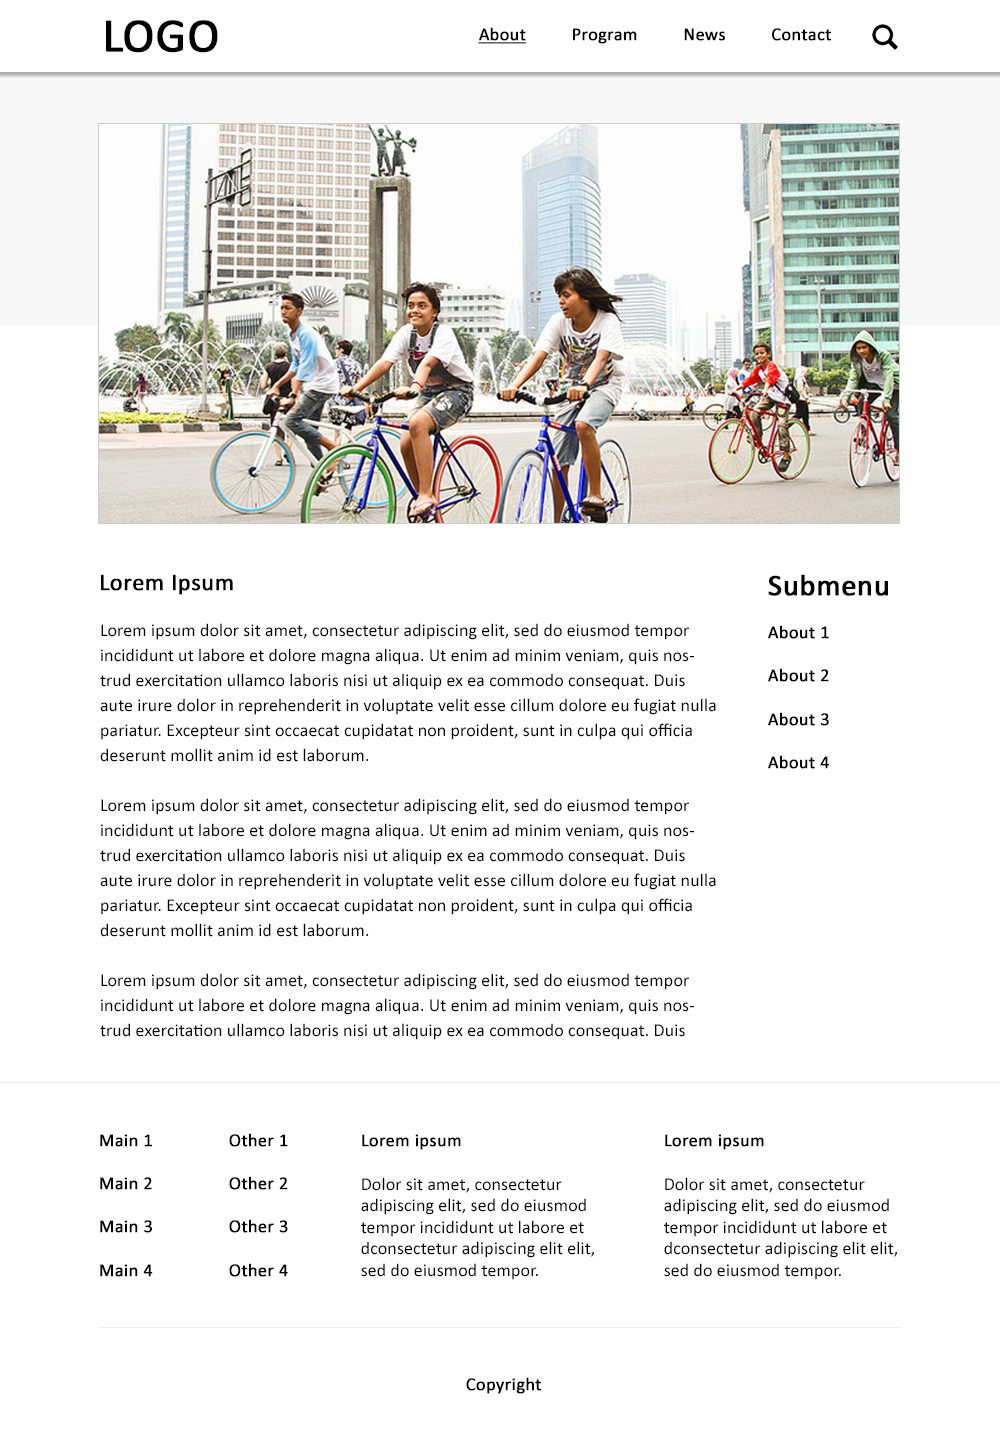 LOGO
About Program News Contact
Lorem Ipsum
Lorem ipsum dolor sit amet, consectetur adipiscing elit, sed do eiusmod tempor
incididunt ut labore et dolore magna aliqua. Ut enim ad minim veniam, quis nos-
trud exercitation ullamco laboris nisi ut aliquip ex ea commodo consequat. Duis
aute irure dolor in reprehenderit in voluptate velit esse cillum dolore eu fugiat nulla
pariatur. Excepteur sint occaecat cupidatat non proident, sunt in culpa qui officia
deserunt mollit anim id est laborum.
Lorem ipsum dolor sit amet, consectetur adipiscing elit, sed do eiusmod tempor
incididunt ut labore et dolore magna aliqua. Ut enim ad minim veniam, quis nos-
trud exercitation ullamco laboris nisi ut aliquip ex ea commodo consequat. Duis
aute irure dolor in reprehenderit in voluptate velit esse cillum dolore eu fugiat nulla
pariatur. Excepteur sint occaecat cupidatat non proident, sunt in culpa qui officia
deserunt mollit anim id est laborum.
Lorem ipsum dolor sit amet, consectetur adipiscing elit, sed do eiusmod tempor
incididunt ut labore et dolore magna aliqua. Ut enim ad minim veniam, quis nos-
trud exercitation ullamco laboris nisi ut aliquip ex ea commodo consequat. Duis
Submenu
About 1
About 2
About 3
About 4
Main 1
Main 2
Main 3
Main 4
Other 1
Other 2
Other 3
Other 4
Lorem ipsum
Dolor sit amet, consectetur
adipiscing elit, sed do eiusmod
tempor incididunt ut labore et
dconsectetur adipiscing elit elit,
sed do eiusmod tempor.
Lorem ipsum
Dolor sit amet, consectetur
adipiscing elit, sed do eiusmod
tempor incididunt ut labore et
dconsectetur adipiscing elit elit,
sed do eiusmod tempor.
Copyright